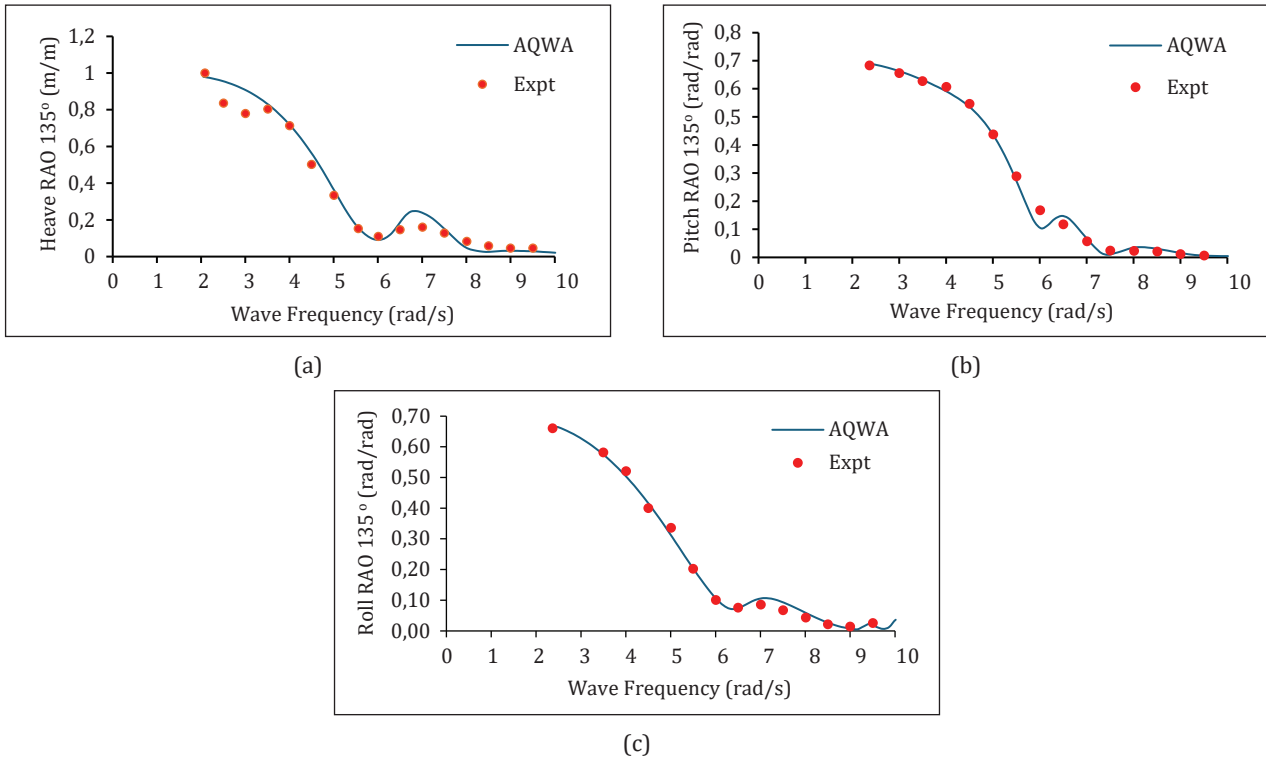 Heave RAO 135° (m/m)
1,2
1
0,8
0,6
0,4
0,2
0
0 1 2 3 4 5 6 7 8 9 10
Wave Frequency (rad/s)
AQWA
Expt
(a)
Pitch RAO 135° (rad/rad)
0,8
0,7
0,6
0,5
0,4
0,3
0,2
0,1
0
0 1 2 3 4 5 6 7 8 9 10
Wave Frequency (rad/s)
AQWA
Expt
(b)
Roll RAO 135° (rad/rad)
0,70
0,60
0,50
0,40
0,30
0,20
0,10
0,00
0 1 2 3 4 5 6 7 8 9 10
Wave Frequency (rad/s)
AQWA
Expt
(c)